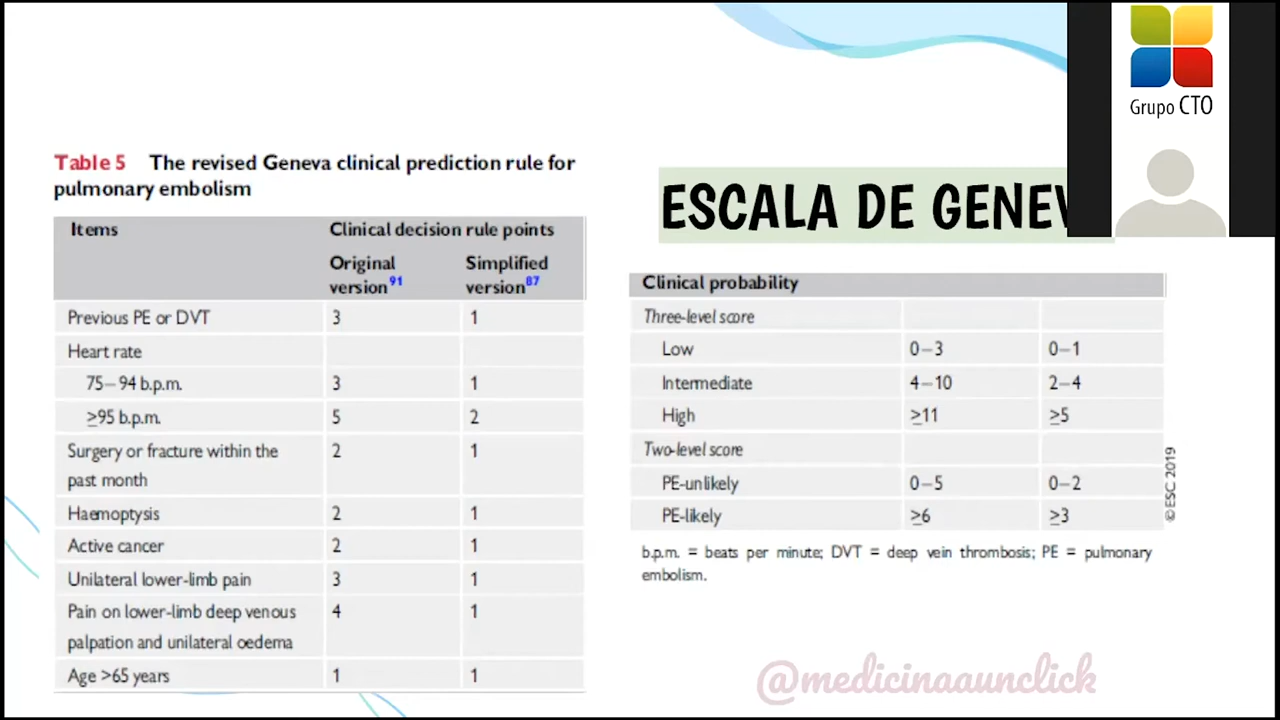 Grupo CTO
Table 5 The revised Geneva clinical prediction rule for
pulmonary embolism
ESCALA DE GENEV
Items Clinical decision rule points
Original Simplified
version91 version87
Previous PE or DVT 3 1
Heart rate
75–94 b.p.m. 3 1
≥95 b.p.m. 5 2
Surgery or fracture within the 2 1
past month
Haemoptysis 2 1
Active cancer 2 1
Unilateral lower-limb pain 3 1
Pain on lower-limb deep venous 4 1
palpation and unilateral oedema
Age >65 years 1 1
Clinical probability
Three-level score
Low 0–3 0–1
Intermediate 4–10 2–4
High ≥11 ≥5
Two-level score
PE-unlikely 0–5 0–2
PE-likely ≥6 ≥3
©ESC 2019
b.p.m. = beats per minute; DVT = deep vein thrombosis; PE = pulmonary
embolism.
@medicinaaunclick